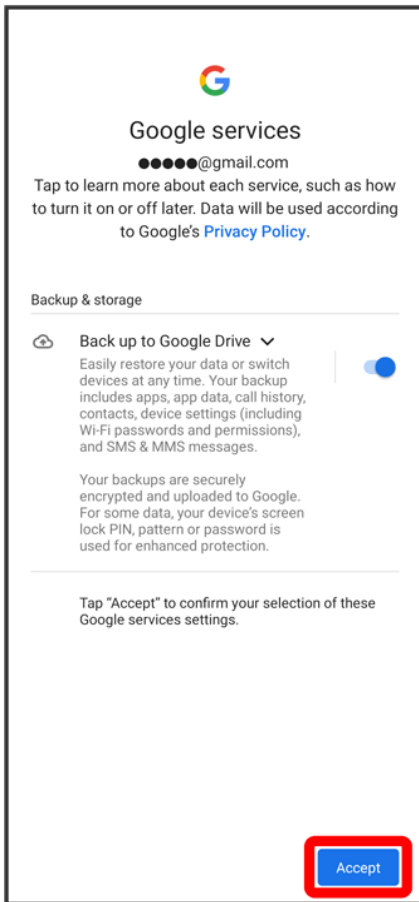 Google services
●●●●●@gmail.com
Tap to learn more about each service, such as how
to turn it on or off later. Data will be used according
to Google's Privacy Policy.
Backup & storage
Back up to Google Drive
Easily restore your data or switch
devices at any time. Your backup
includes apps, app data, call history,
contacts, device settings (including
Wi-Fi passwords and permissions),
and SMS & MMS messages.
Your backups are securely
encrypted and uploaded to Google.
For some data, your device's screen
lock PIN, pattern or password is
used for enhanced protection.
Tap "Accept" to confirm your selection of these
Google services settings.
Accept